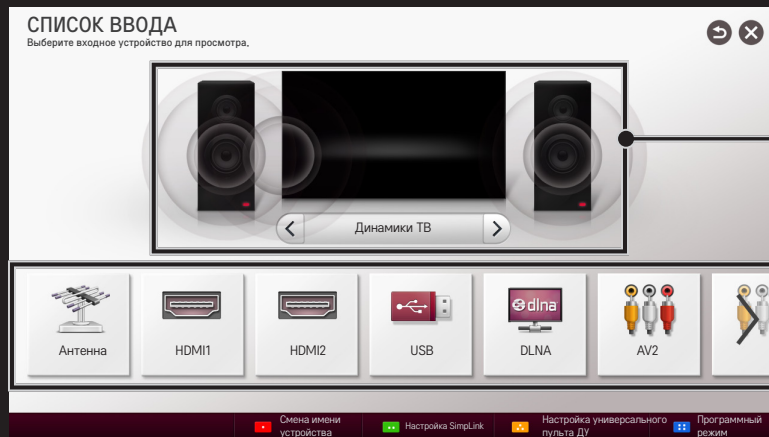 СПИСОК ВВОДА
Выберите входное устройство для просмотра.
Динамики ТВ
dlna
Антенна
HDMI1
HDMI2
USB
DLNA
AV2
Смена имени
устройства
Настройка SimpLink
Настройка универсального
пульта ДУ
Программный
режим